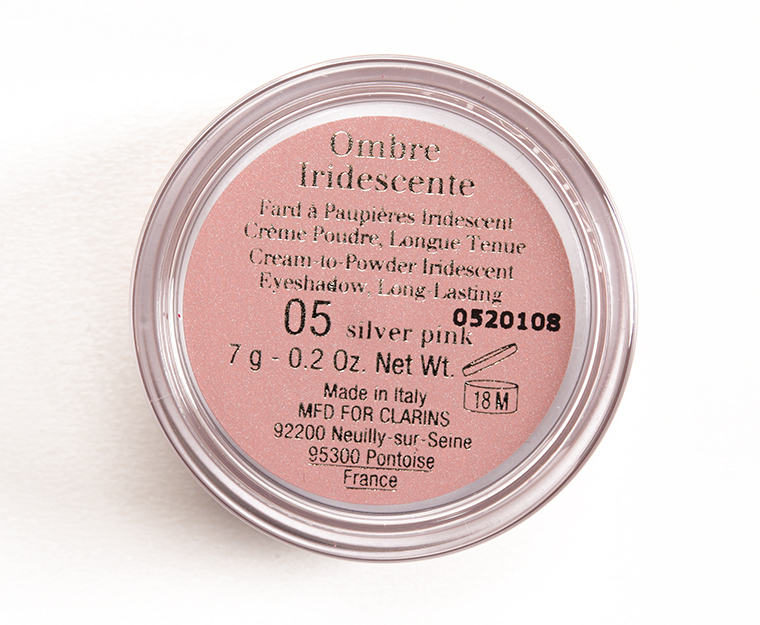 Ombre
Iridescente
Fard à Paupières Iridescent
Crème Poudre, Longue Tenue
Cream-to-Powder Iridescent
Eyeshadow, Long-Lasting
05 silver pink
0520108
7 g - 0.2 Oz. Net Wt.
18 M
Made in Italy
MFD FOR CLARINS
92200 Neuilly-sur-Seine
95300 Pontoise
France